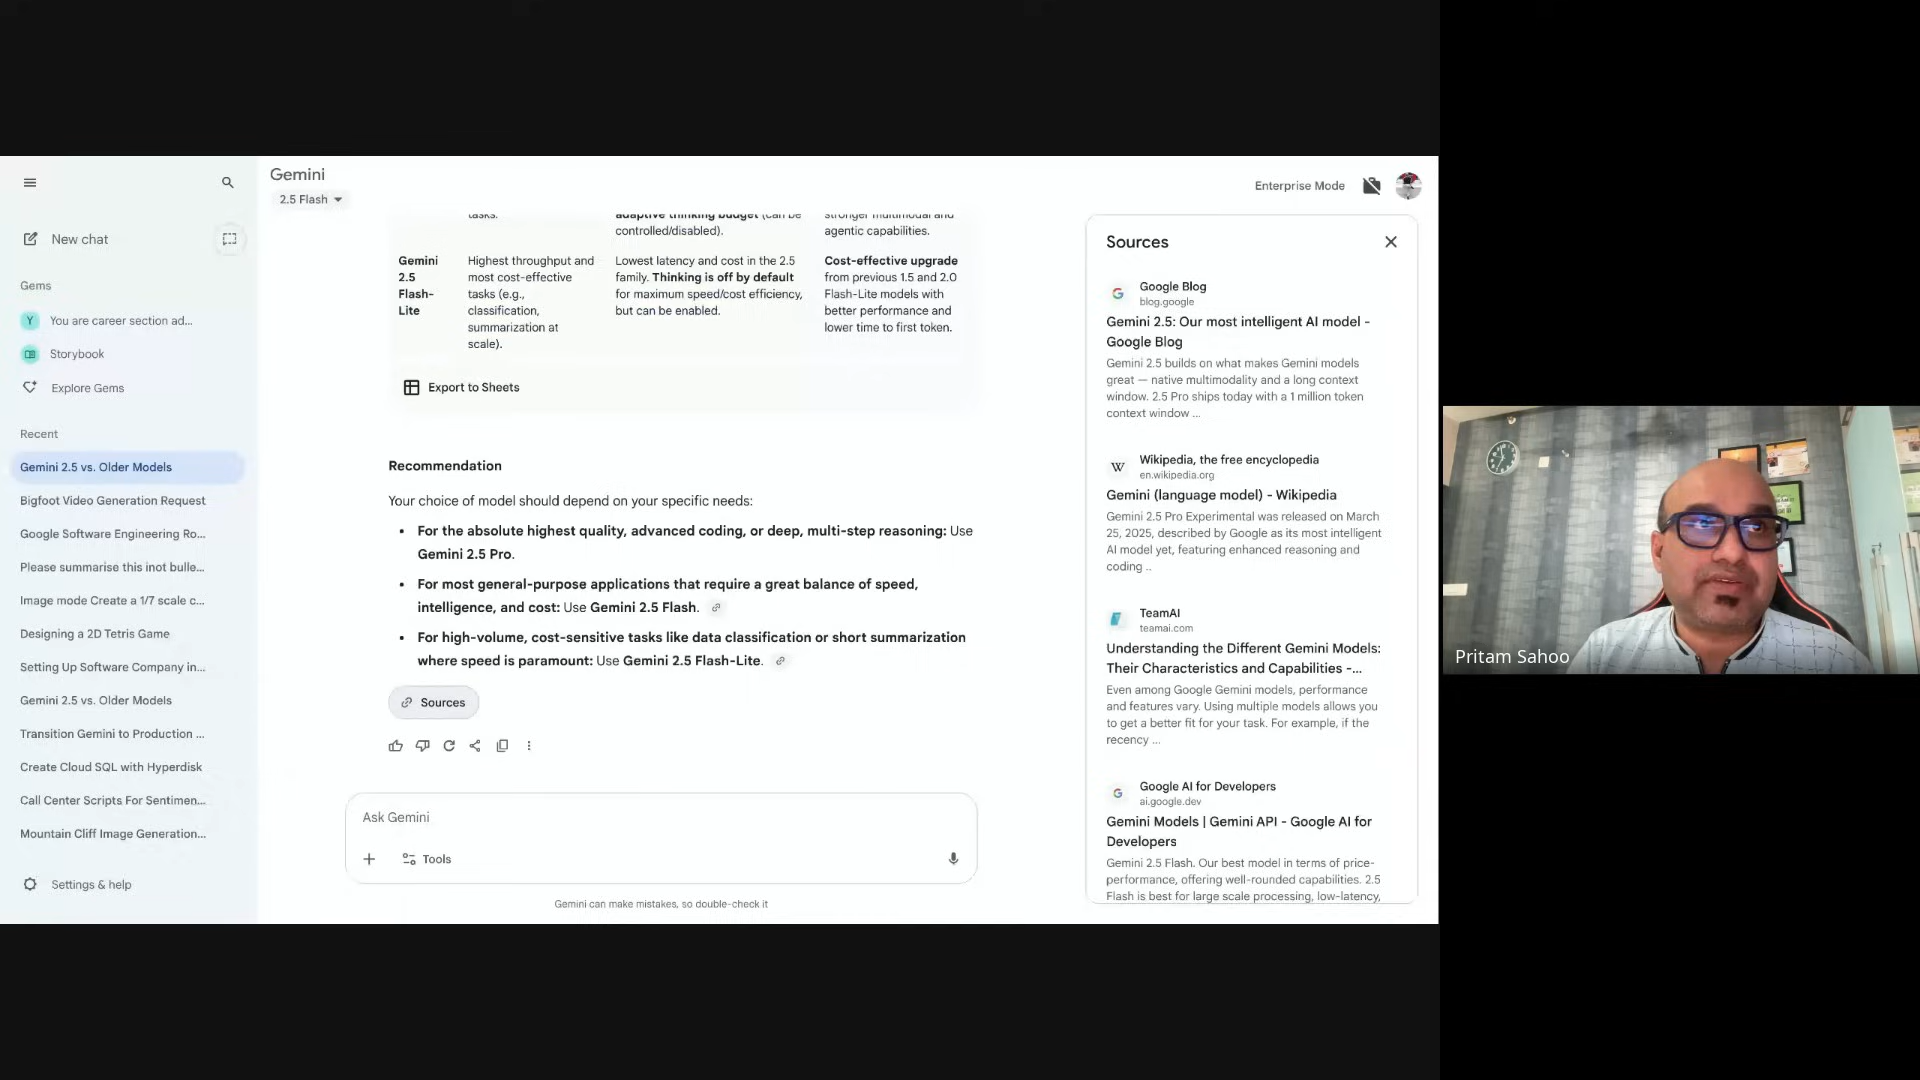 Gemini
2.5 Flash
Enterprise Mode
New chat
Gems
Y
You are career section ad...
Storybook
Explore Gems
Recent
Gemini 2.5 vs. Older Models
Bigfoot Video Generation Request
Google Software Engineering Ro...
Please summarise this inot bulle...
Image mode Create a 1/7 scale c...
Designing a 2D Tetris Game
Setting Up Software Company in...
Gemini 2.5 vs. Older Models
Transition Gemini to Production ...
Create Cloud SQL with Hyperdisk
Call Center Scripts For Sentimen...
Mountain Cliff Image Generation...
Settings & help
tasks.
adaptive thinking budget (can be
controlled/disabled).
stronger multimodal and
agentic capabilities.
Gemini
2.5
Flash-
Lite
Highest throughput and
most cost-effective
tasks (e.g.,
classification,
summarization at
scale).
Lowest latency and cost in the 2.5
family. Thinking is off by default
for maximum speed/cost efficiency,
but can be enabled.
Cost-effective upgrade
from previous 1.5 and 2.0
Flash-Lite models with
better performance and
lower time to first token.
Export to Sheets
Recommendation
Your choice of model should depend on your specific needs:
• For the absolute highest quality, advanced coding, or deep, multi-step reasoning: Use
Gemini 2.5 Pro.
• For most general-purpose applications that require a great balance of speed,
intelligence, and cost: Use Gemini 2.5 Flash.
• For high-volume, cost-sensitive tasks like data classification or short summarization
where speed is paramount: Use Gemini 2.5 Flash-Lite.
Sources
Ask Gemini
Tools
Gemini can make mistakes, so double-check it
Sources
Google Blog
blog.google
Gemini 2.5: Our most intelligent AI model -
Google Blog
Gemini 2.5 builds on what makes Gemini models
great — native multimodality and a long context
window. 2.5 Pro ships today with a 1 million token
context window ...
W
Wikipedia, the free encyclopedia
en.wikipedia.org
Gemini (language model) - Wikipedia
Gemini 2.5 Pro Experimental was released on March
25, 2025, described by Google as its most intelligent
AI model yet, featuring enhanced reasoning and
coding ..
TeamAI
teamai.com
Understanding the Different Gemini Models:
Their Characteristics and Capabilities -...
Even among Google Gemini models, performance
and features vary. Using multiple models allows you
to get a better fit for your task. For example, if the
recency ...
Google AI for Developers
ai.google.dev
Gemini Models | Gemini API - Google AI for
Developers
Gemini 2.5 Flash. Our best model in terms of price-
performance, offering well-rounded capabilities. 2.5
Flash is best for large scale processing, low-latency,
Pritam Sahoo